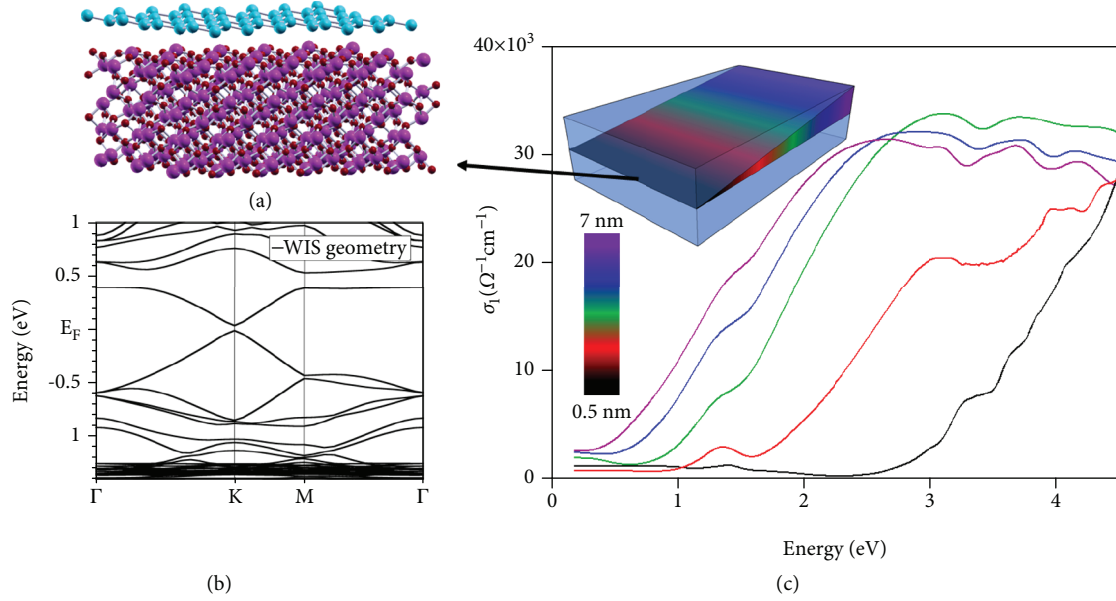 (a)
1
0.5
E_F
-0.5
1
Energy (eV)
–WIS geometry
Γ
K
M
Γ
(b)
40×10³
30
20
10
0
σ₁(Ω⁻¹cm⁻¹)
7 nm
0.5 nm
0
1
2
3
4
Energy (eV)
(c)